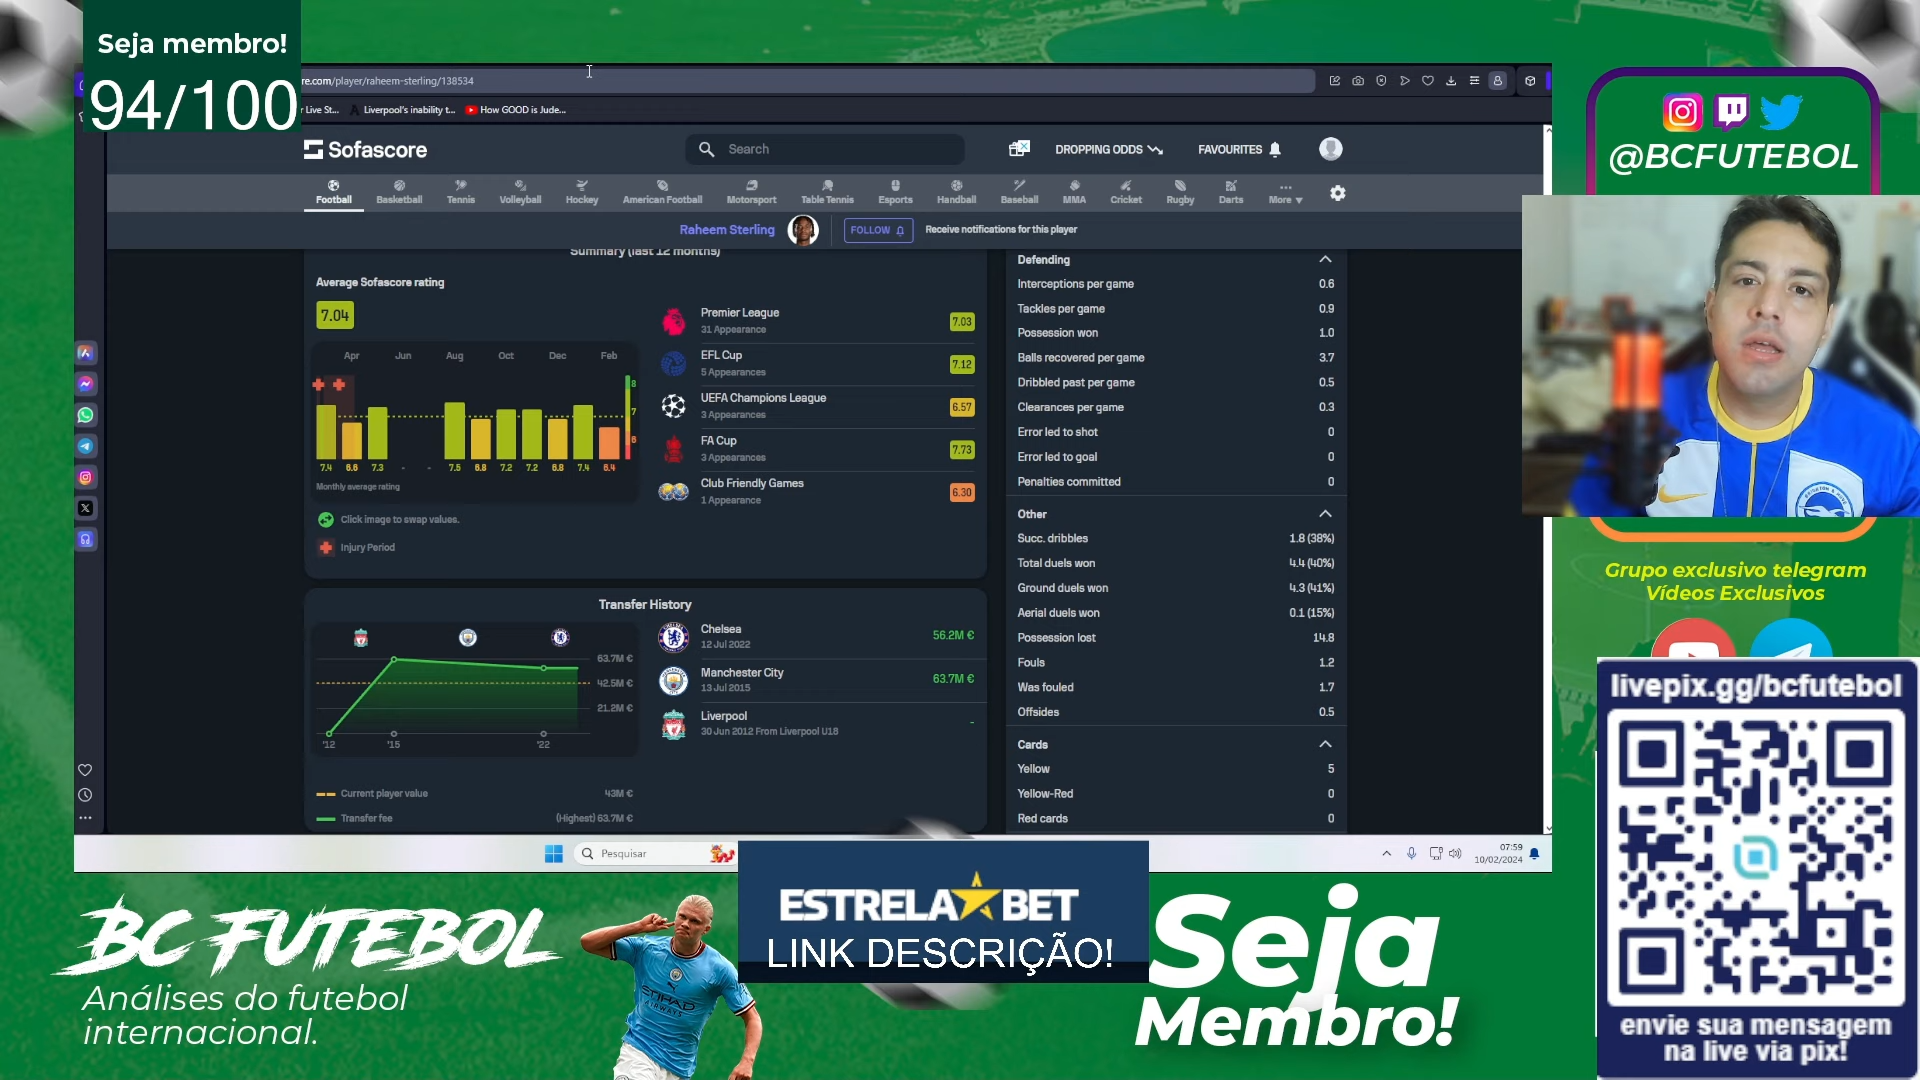 Seja membro!
94/100
re.com/player/raheem-sterling/138534
r Live St...
Liverpool's inability t...
How GOOD is Jude...
Sofascore
Search
DROPPING ODDS
FAVOURITES
Football
Basketball
Tennis
Volleyball
Hockey
American Football
Motorsport
Table Tennis
Esports
Handball
Baseball
MMA
Cricket
Rugby
Darts
More
Raheem Sterling
FOLLOW
Receive notifications for this player
Summary (last 12 months)
Average Sofascore rating
7.04
Apr Jun Aug Oct Dec Feb
8
7
6
7.4 6.6 7.3 - - 7.5 6.8 7.2 7.2 6.8 7.4 6.4
Monthly average rating
Click image to swap values.
Injury Period
Premier League
31 Appearance
7.03
EFL Cup
5 Appearances
7.12
UEFA Champions League
3 Appearances
6.57
FA Cup
3 Appearances
7.73
Club Friendly Games
1 Appearance
6.30
Transfer History
63.7M €
42.5M €
21.2M €
'12 '15 '22
Current player value 43M €
Transfer fee (Highest) 63.7M €
Chelsea
12 Jul 2022
56.2M €
Manchester City
13 Jul 2015
63.7M €
Liverpool
30 Jun 2012 From Liverpool U18
-
Defending
Interceptions per game 0.6
Tackles per game 0.9
Possession won 1.0
Balls recovered per game 3.7
Dribbled past per game 0.5
Clearances per game 0.3
Error led to shot 0
Error led to goal 0
Penalties committed 0
Other
Succ. dribbles 1.8 (38%)
Total duels won 4.4 (40%)
Ground duels won 4.3 (41%)
Aerial duels won 0.1 (15%)
Possession lost 14.8
Fouls 1.2
Was fouled 1.7
Offsides 0.5
Cards
Yellow 5
Yellow-Red 0
Red cards 0
Pesquisar
07:59
10/02/2024
@BCFUTEBOL
Grupo exclusivo telegram
Vídeos Exclusivos
livepix.gg/bcfutebol
envie sua mensagem
na live via pix!
BC FUTEBOL
Análises do futebol
internacional.
ETIHAD
ESTRELA BET
LINK DESCRIÇÃO!
Seja
Membro!